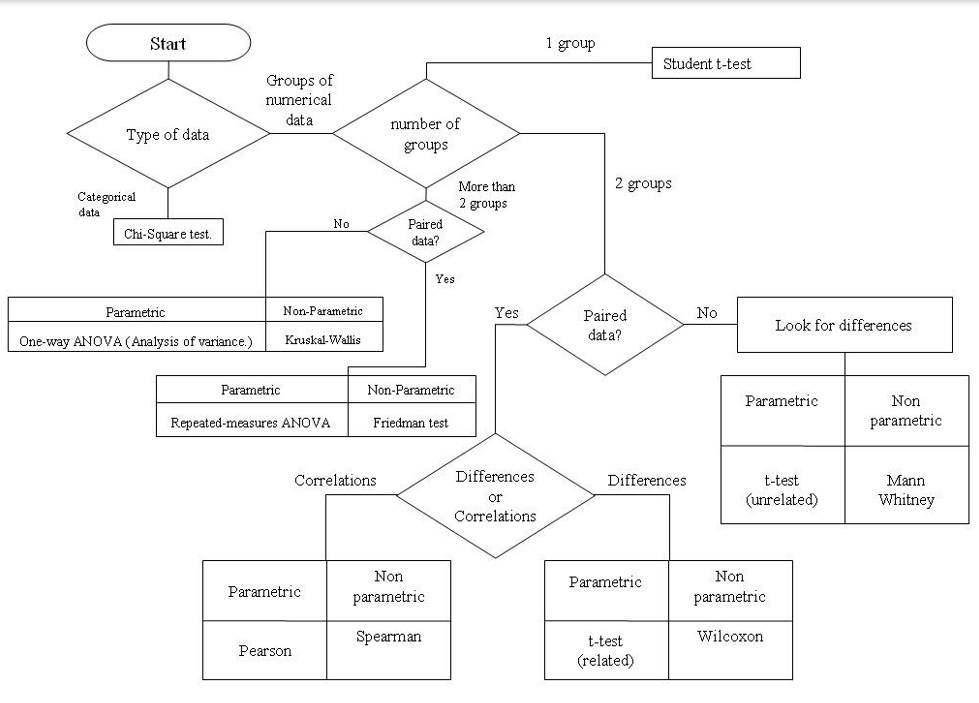 Start
1 group
Student t-test
Groups of
numerical
data
Type of data
number of
groups
Categorical
data
Chi-Square test.
More than
2 groups
2 groups
No
Paired
data?
Yes
Parametric
Non-Parametric
One-way ANOVA (Analysis of variance.)
Kruskal-Wallis
Parametric
Non-Parametric
Repeated-measures ANOVA
Friedman test
Yes
Paired
data?
No
Look for differences
Parametric
Non
parametric
t-test
(unrelated)
Mann
Whitney
Correlations
Differences
or
Correlations
Differences
Parametric
Non
parametric
Pearson
Spearman
Parametric
Non
parametric
t-test
(related)
Wilcoxon